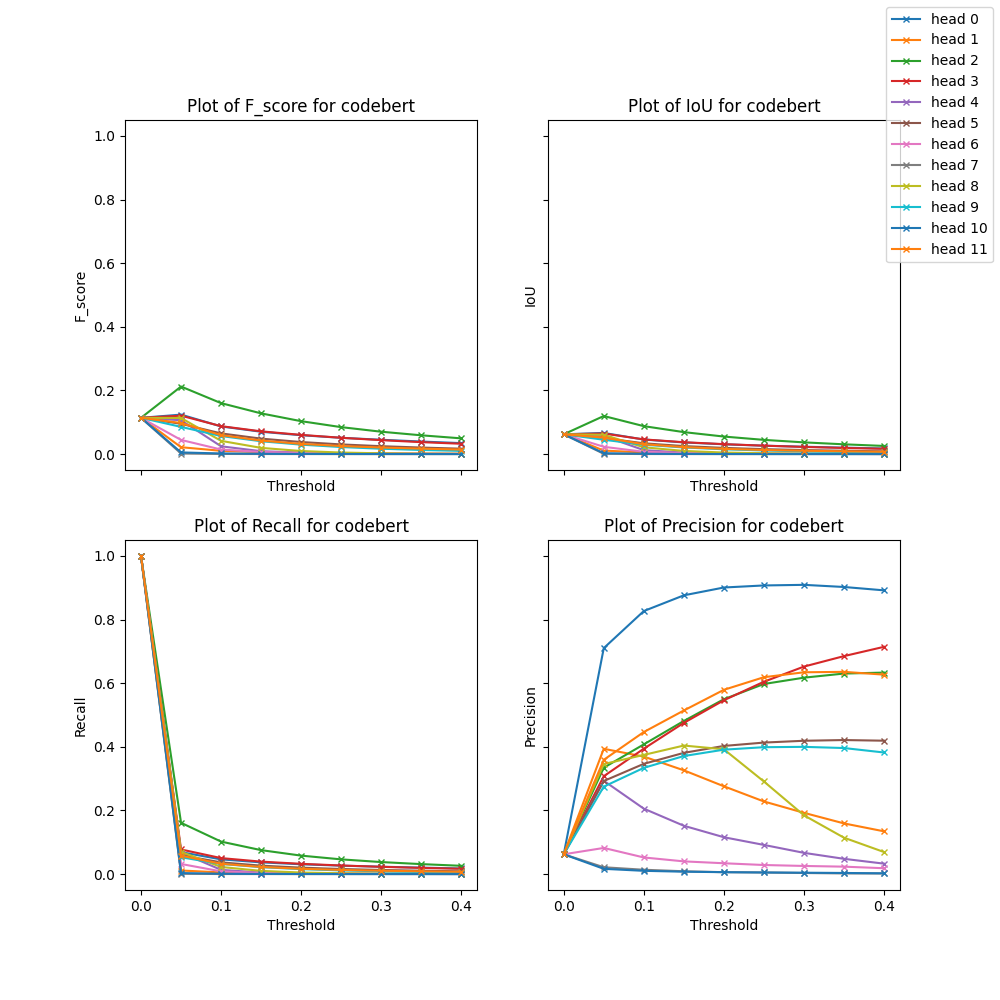 head 0
head 1
head 2
head 3
head 4
head 5
head 6
head 7
head 8
head 9
head 10
head 11
Plot of F_score for codebert
1.0
0.8
0.6
0.4
0.2
0.0
F_score
Threshold
Plot of IoU for codebert
IoU
Threshold
Plot of Recall for codebert
1.0
0.8
0.6
0.4
0.2
0.0
Recall
0.0 0.1 0.2 0.3 0.4
Threshold
Plot of Precision for codebert
Precision
0.0 0.1 0.2 0.3 0.4
Threshold